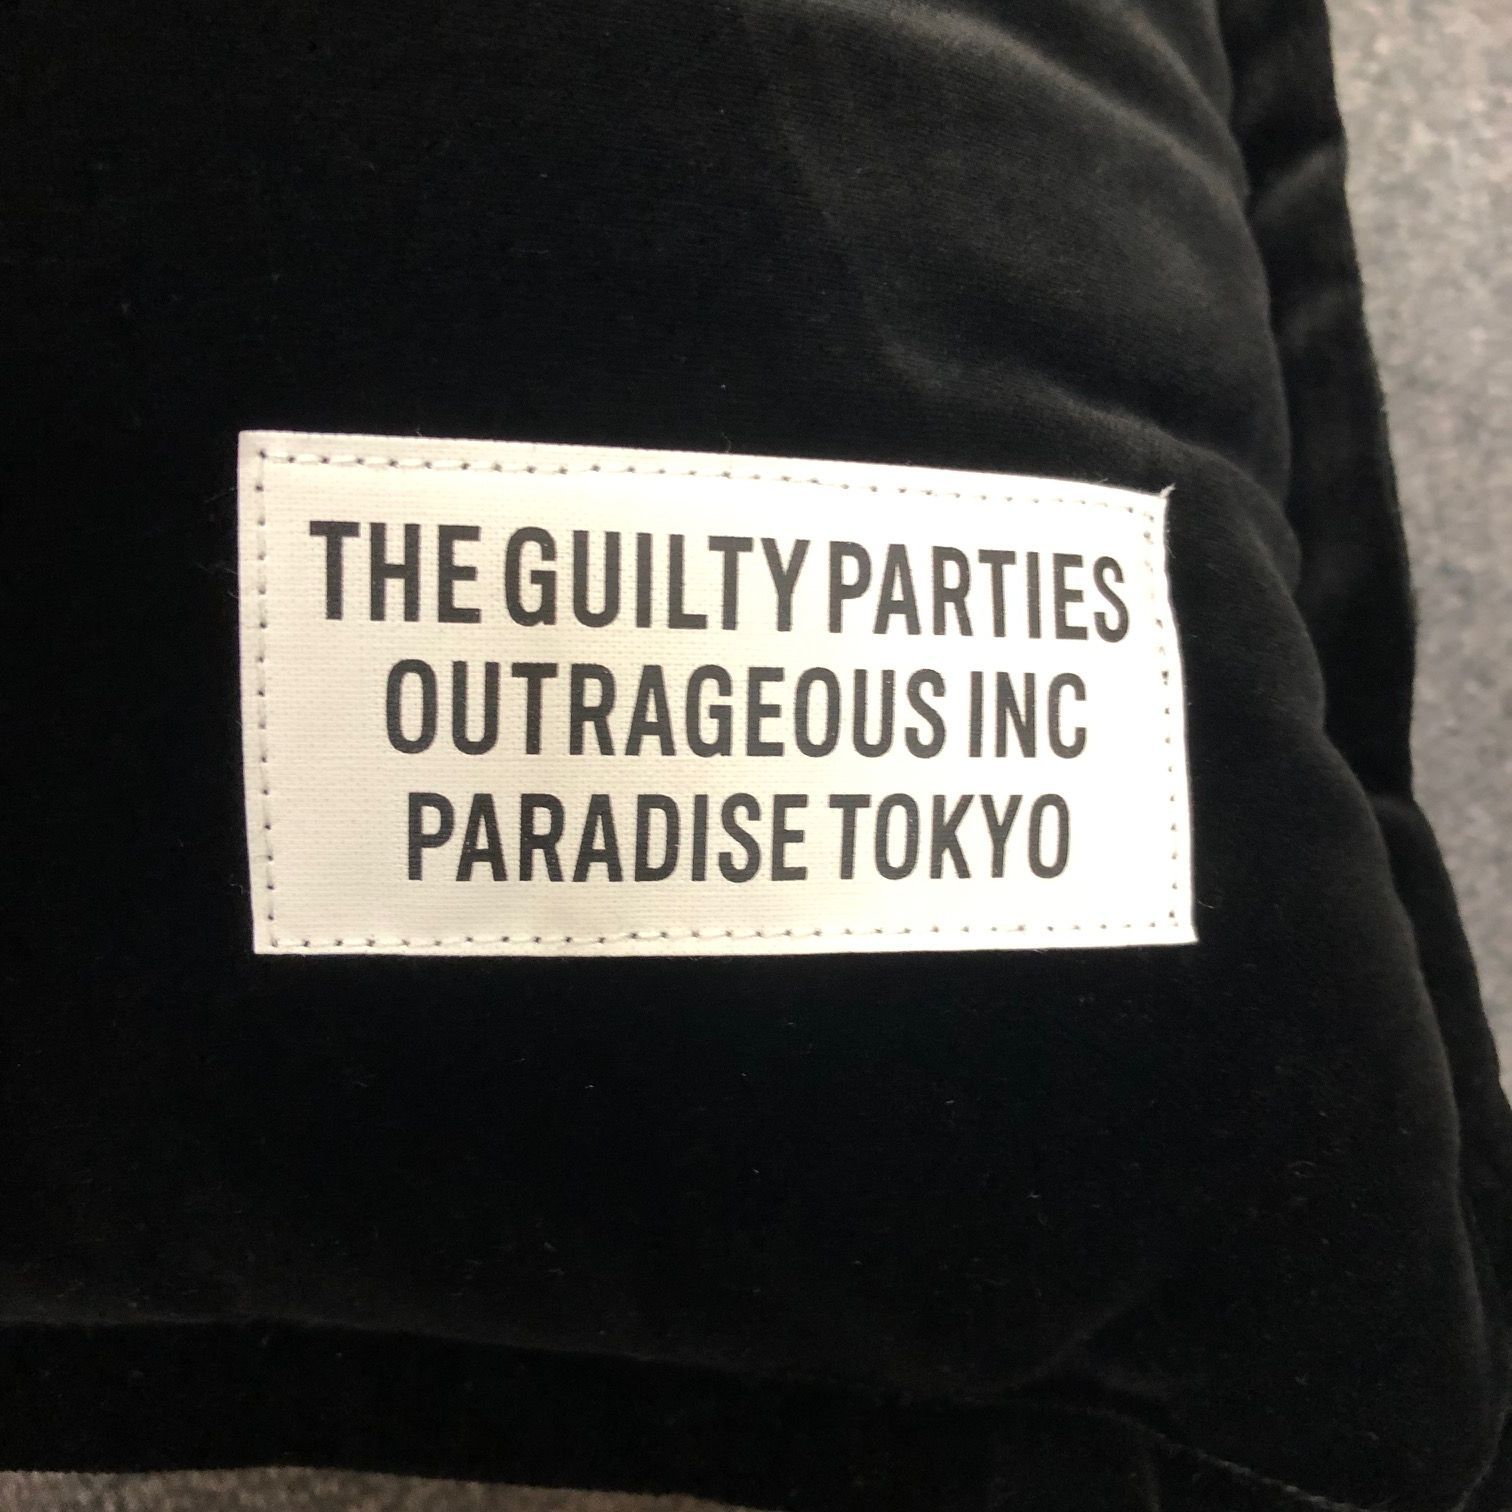 THE GUILTY PARTIES
OUTRAGEOUS INC
PARADISE TOKYO